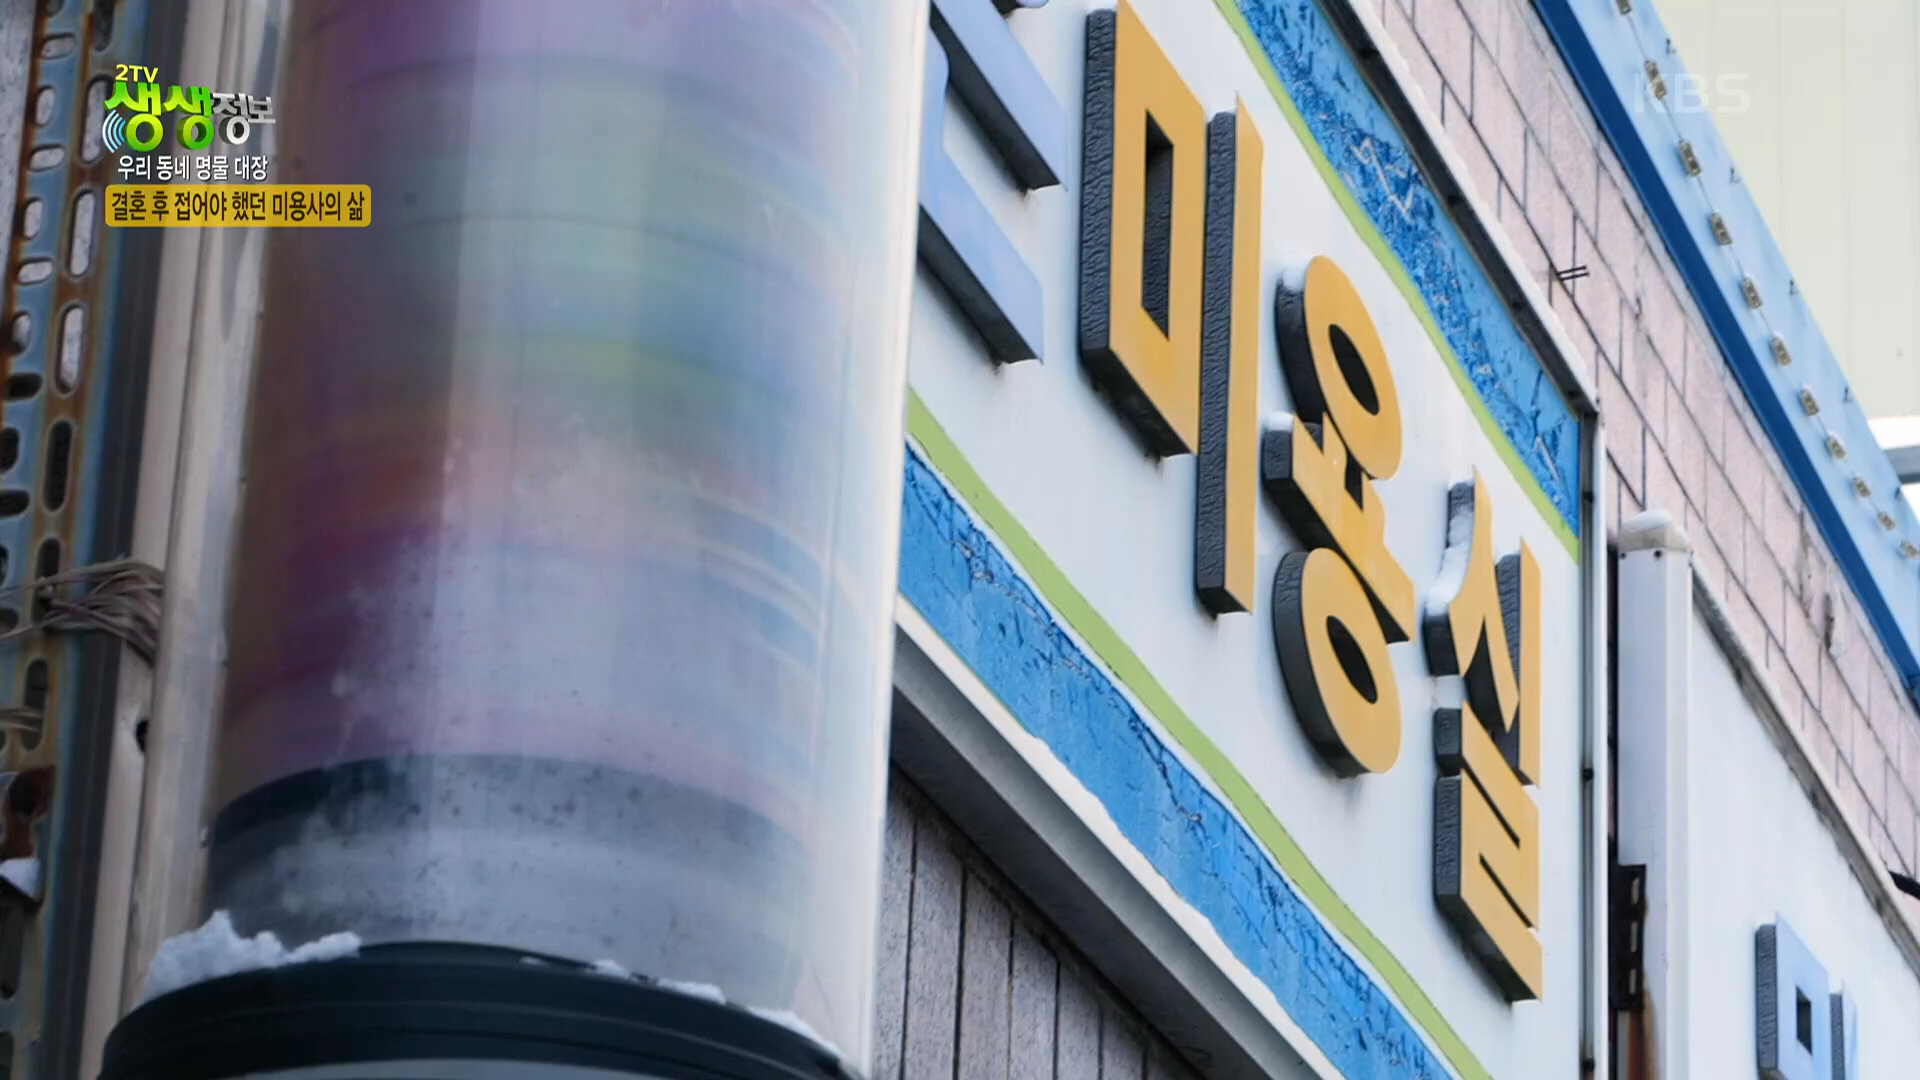 2TV
생생정보
우리 동네 명물 대장
결혼 후 접어야 했던 미용사의 삶
KBS
미용실